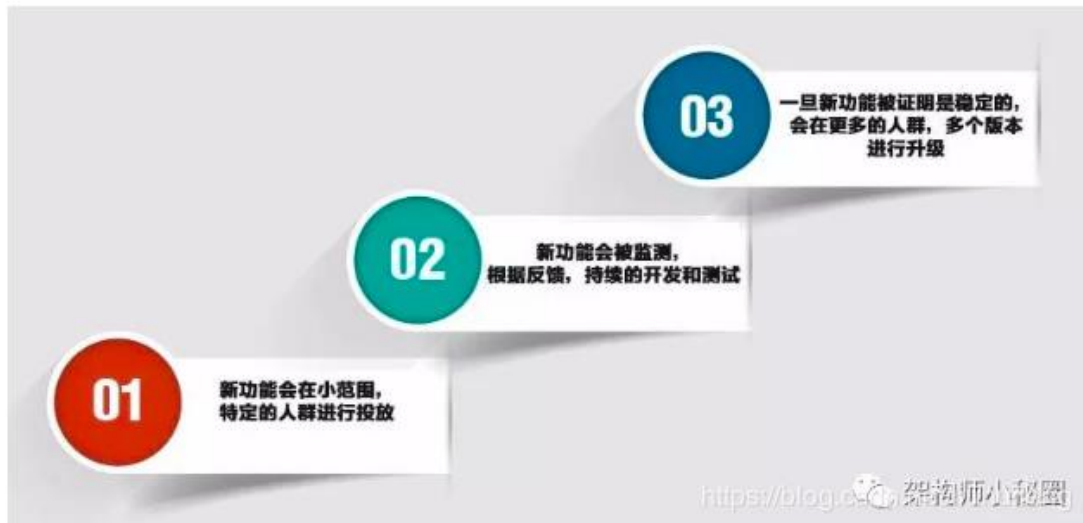 03
一旦新功能被证明是稳定的，
会在更多的人群，多个版本
进行升级
02
新功能会被监测，
根据反馈，持续的开发和测试
01
新功能会在小范围，
特定的人群进行投放
架构师小秘圈
https://blog.c